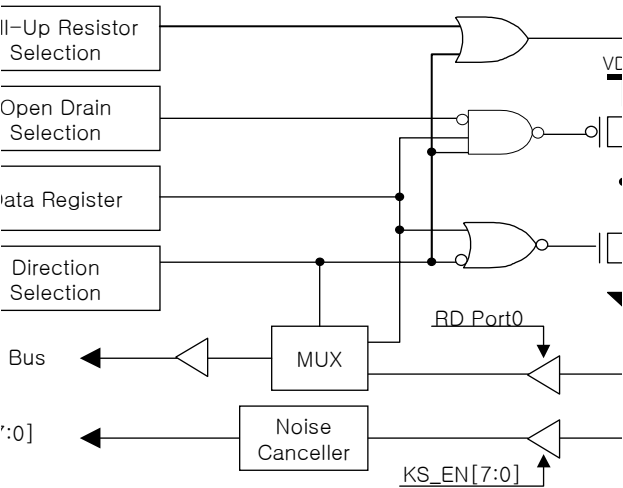 ll-Up Resistor
Selection
VD
Open Drain
Selection
ata Register
Direction
Selection
RD Port0
Bus
MUX
7:0]
Noise
Canceller
KS_EN[7:0]